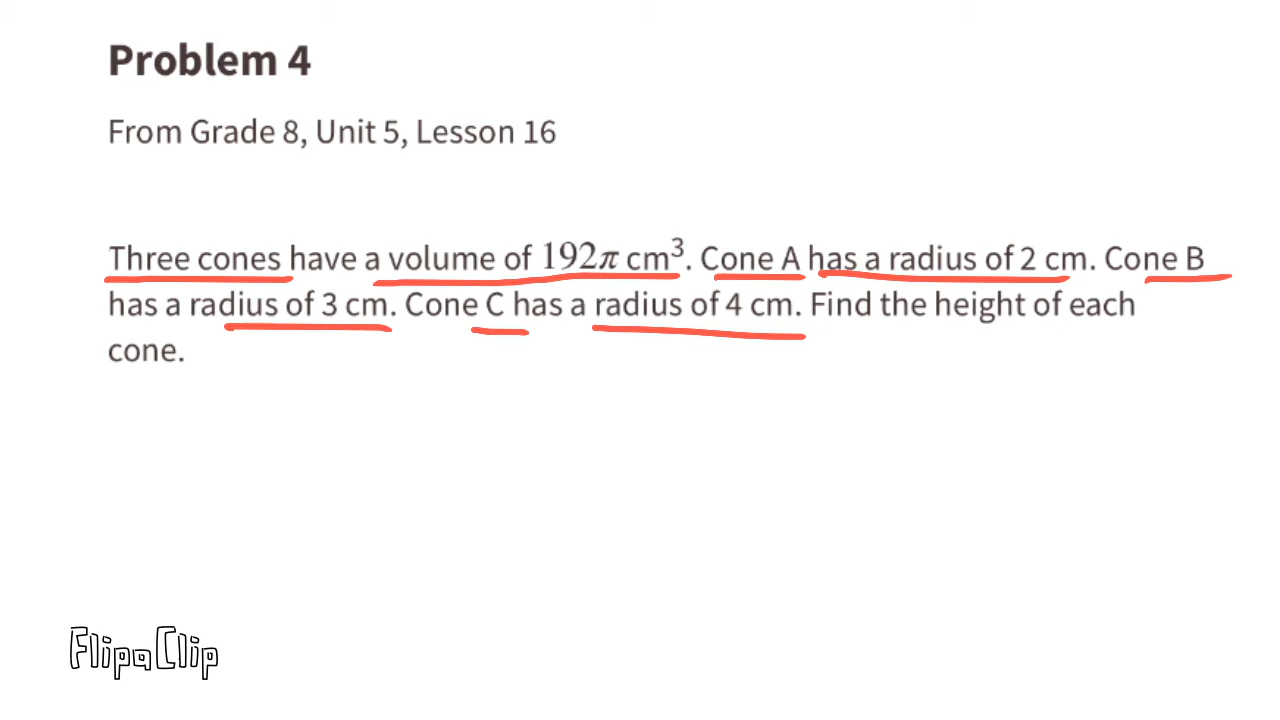 Problem 4
From Grade 8, Unit 5, Lesson 16
Three cones have a volume of 192π cm³. Cone A has a radius of 2 cm. Cone B
has a radius of 3 cm. Cone C has a radius of 4 cm. Find the height of each
cone.
FlipaClip